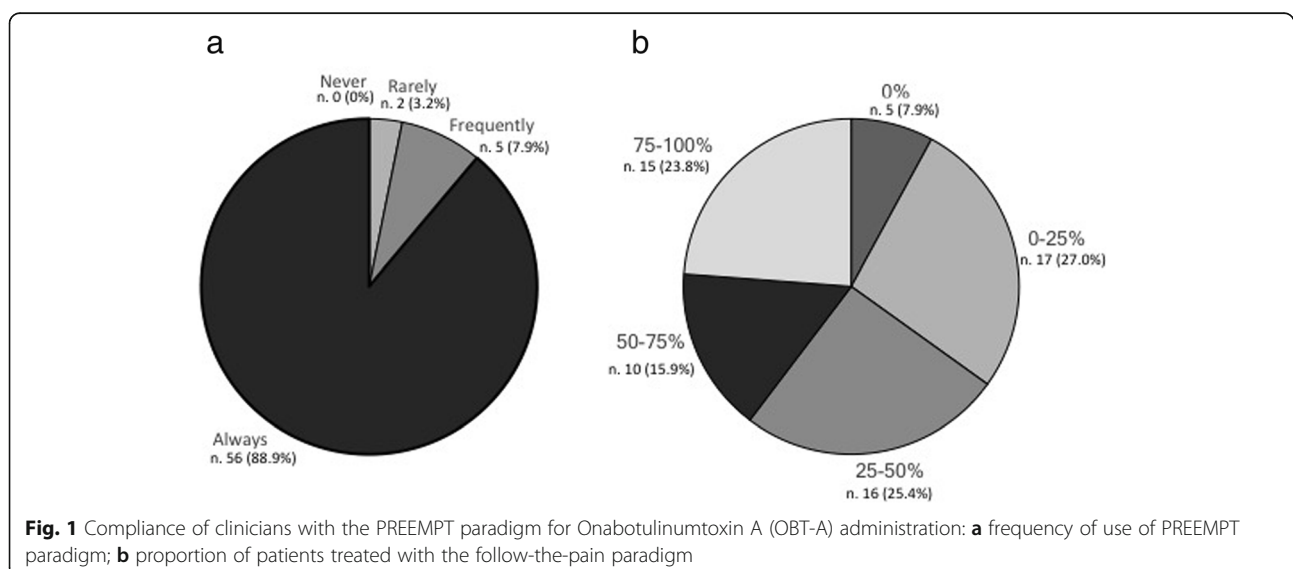 a
b
Never
n. 0 (0%)
Rarely
n. 2 (3.2%)
Frequently
n. 5 (7.9%)
Always
n. 56 (88.9%)
0%
n. 5 (7.9%)
0-25%
n. 17 (27.0%)
25-50%
n. 16 (25.4%)
50-75%
n. 10 (15.9%)
75-100%
n. 15 (23.8%)
Fig. 1 Compliance of clinicians with the PREEMPT paradigm for Onabotulinumtoxin A (OBT-A) administration: a frequency of use of PREEMPT
paradigm; b proportion of patients treated with the follow-the-pain paradigm